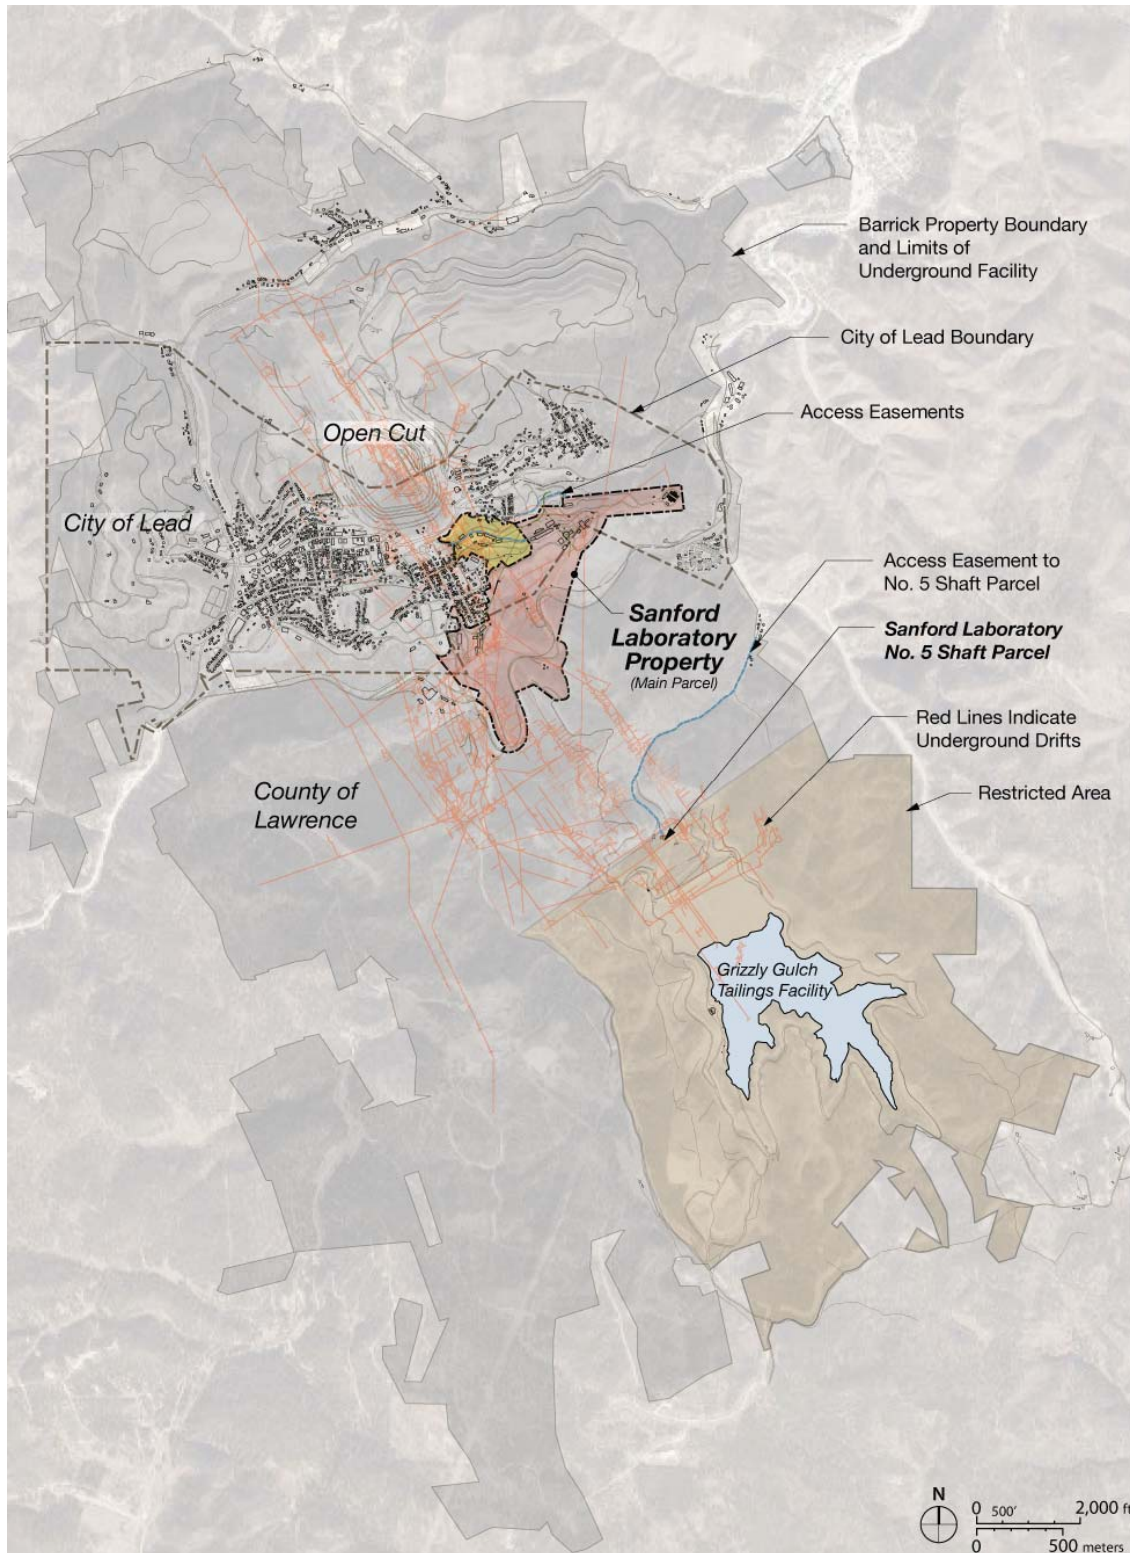 Barrick Property Boundary
and Limits of
Underground Facility
City of Lead Boundary
Access Easements
Open Cut
City of Lead
Access Easement to
No. 5 Shaft Parcel
Sanford
Laboratory
Property
(Main Parcel)
Sanford Laboratory
No. 5 Shaft Parcel
Red Lines Indicate
Underground Drifts
Restricted Area
County of
Lawrence
Grizzly Gulch
Tailings Facility
N
0 500' 2,000 ft
0 500 meters